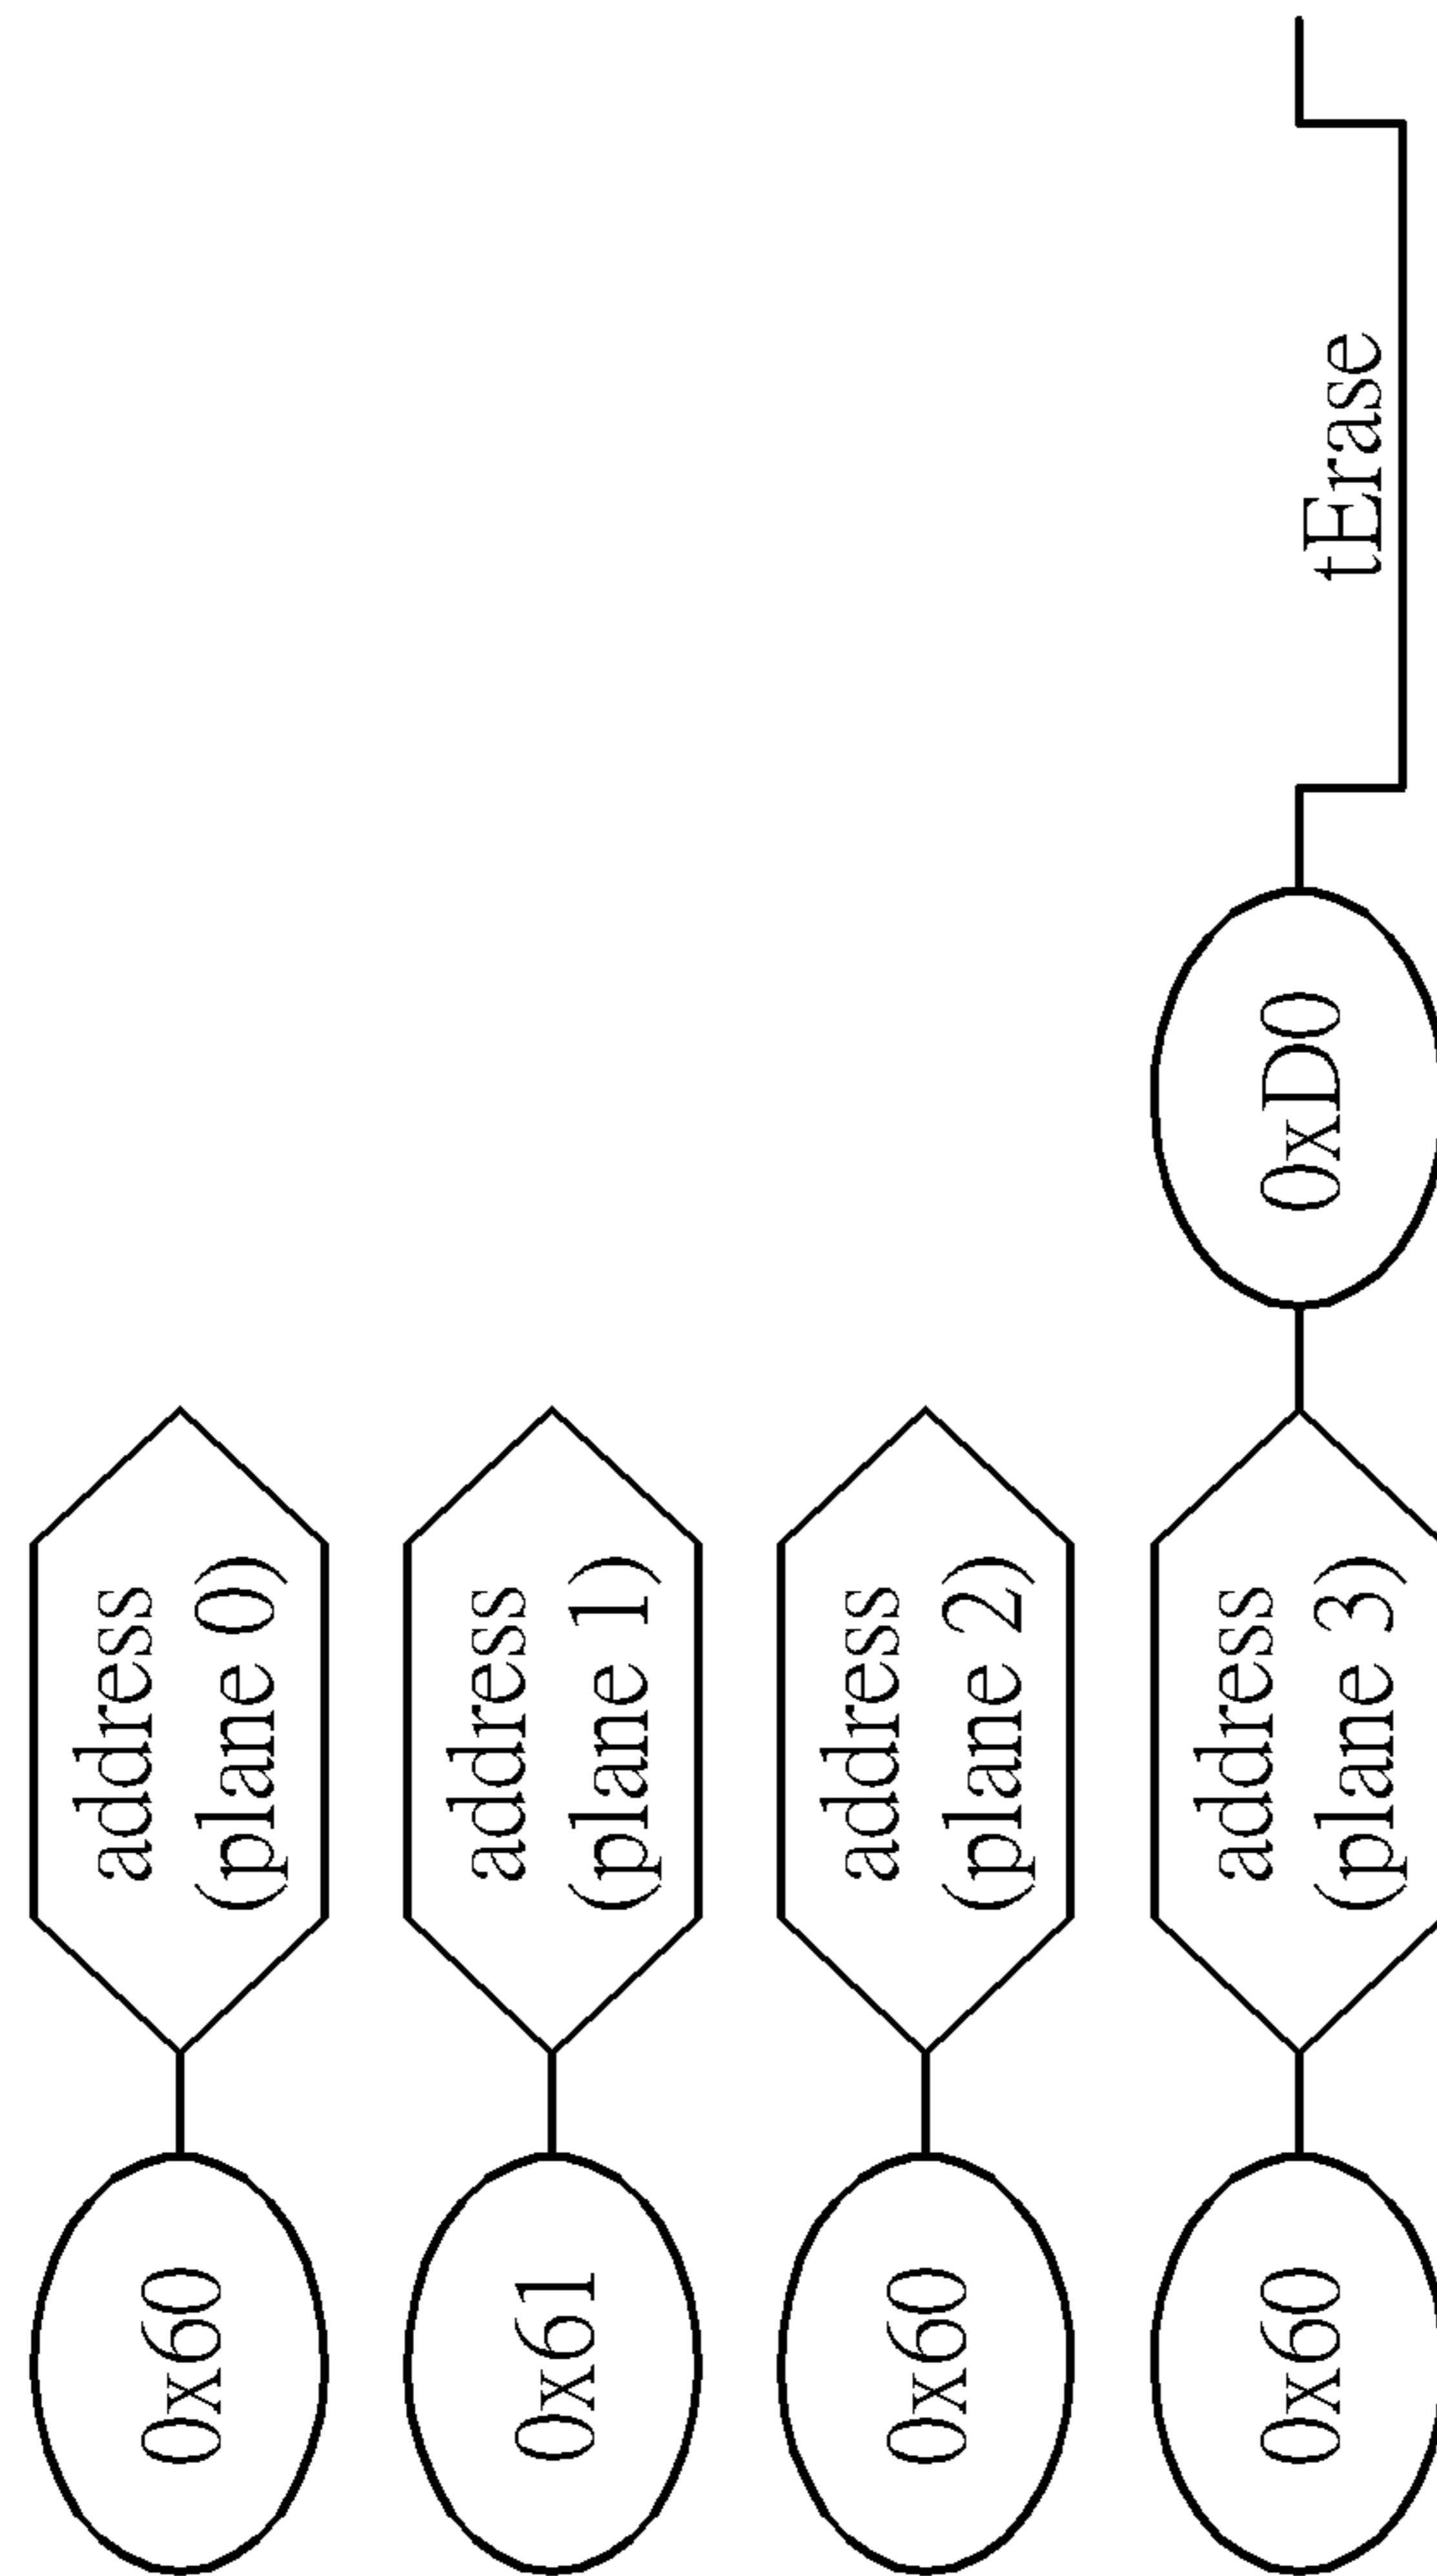 0x60
address
(plane 0)
0x61
address
(plane 1)
0x60
address
(plane 2)
0x60
address
(plane 3)
0xD0
tErase